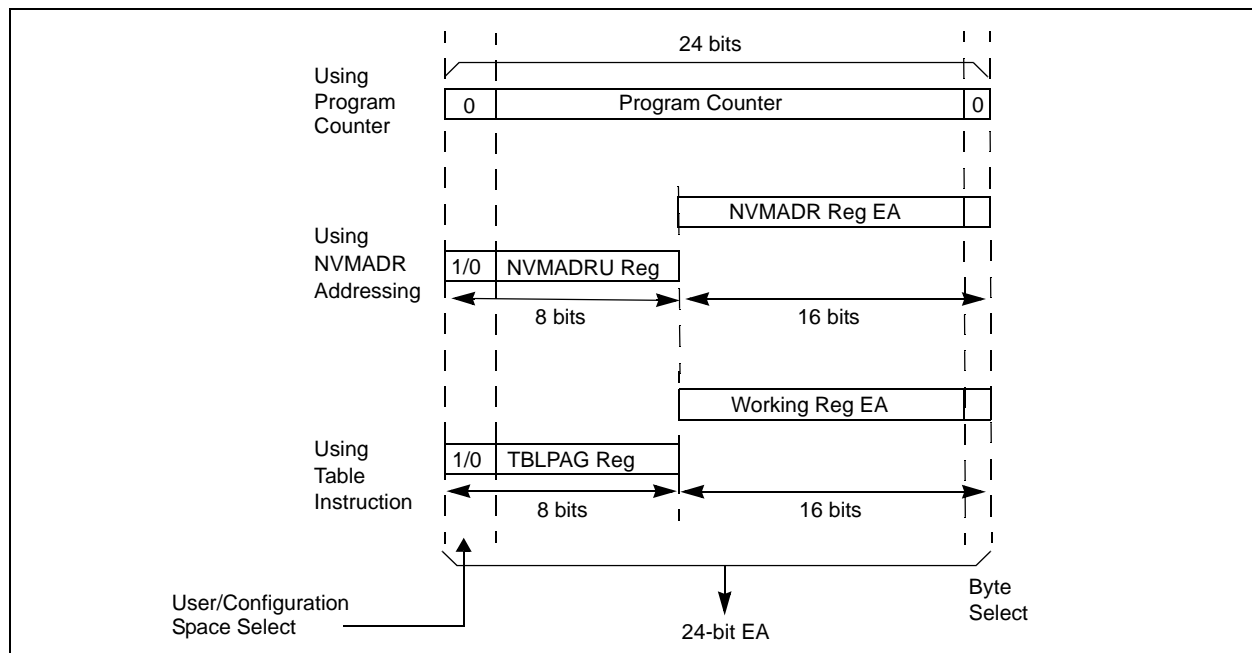 24 bits
Using
Program
Counter
0
Program Counter
0
NVMADR Reg EA
Using
NVMADR
Addressing
1/0
NVMADRU Reg
8 bits
16 bits
Working Reg EA
Using
Table
Instruction
1/0
TBLPAG Reg
8 bits
16 bits
User/Configuration
Space Select
24-bit EA
Byte
Select